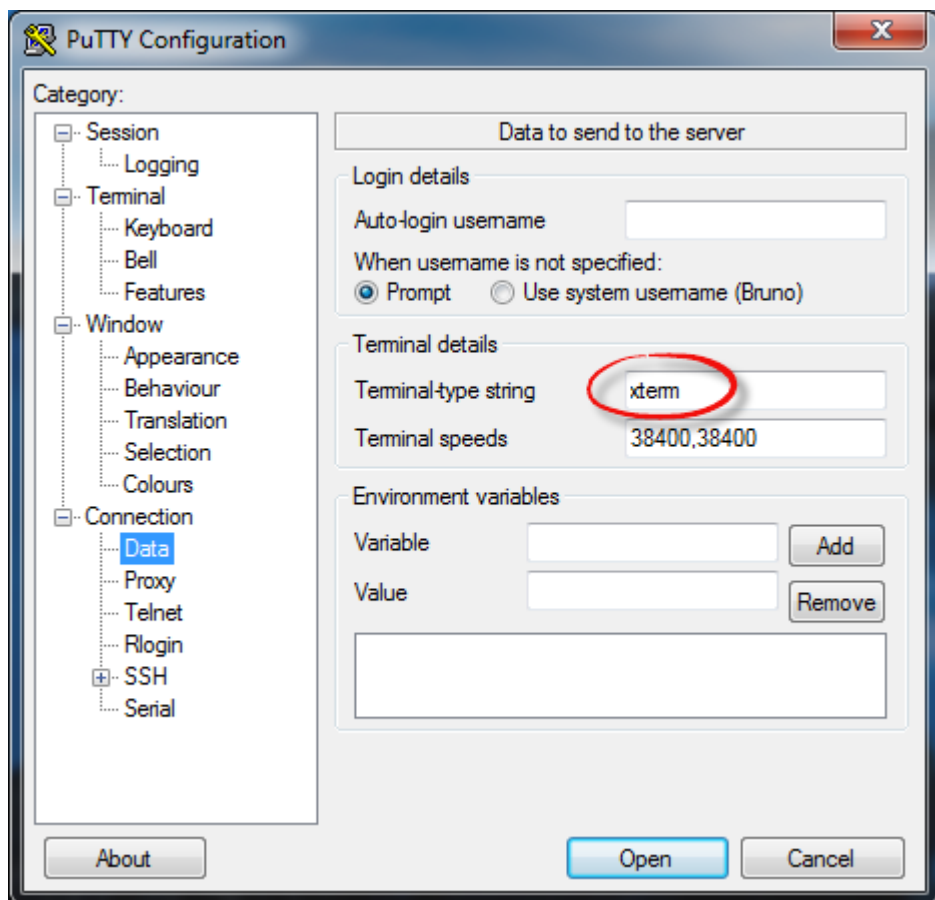 PuTTY Configuration
Category:
Session
Logging
Terminal
Keyboard
Bell
Features
Window
Appearance
Behaviour
Translation
Selection
Colours
Connection
Data
Proxy
Telnet
Rlogin
SSH
Serial
Data to send to the server
Login details
Auto-login username
When username is not specified:
Prompt Use system username (Bruno)
Terminal details
Terminal-type string xterm
Terminal speeds 38400,38400
Environment variables
Variable Add
Value Remove
About Open Cancel